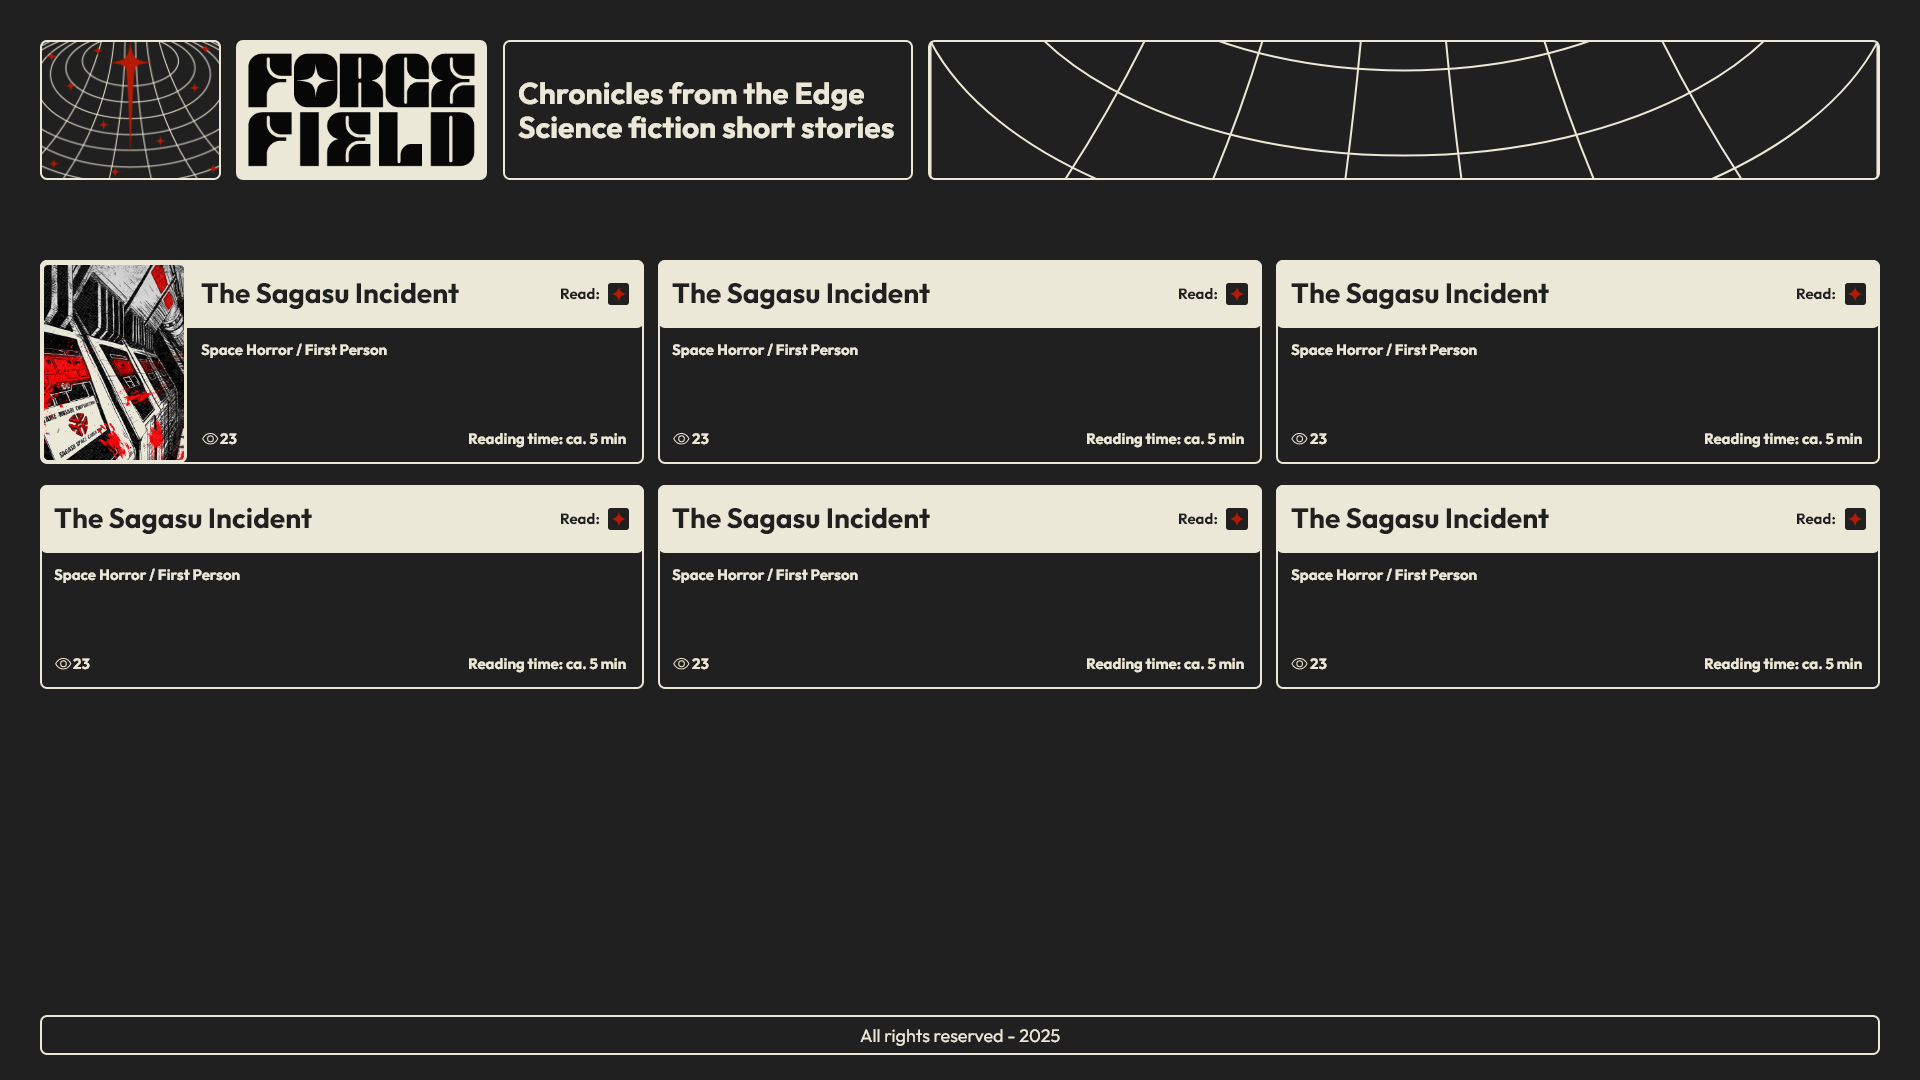 FORCE
FIELD
Chronicles from the Edge
Science fiction short stories
The Sagasu Incident
Read:
Space Horror / First Person
23
Reading time: ca. 5 min
The Sagasu Incident
Read:
Space Horror / First Person
23
Reading time: ca. 5 min
The Sagasu Incident
Read:
Space Horror / First Person
23
Reading time: ca. 5 min
The Sagasu Incident
Read:
Space Horror / First Person
23
Reading time: ca. 5 min
The Sagasu Incident
Read:
Space Horror / First Person
23
Reading time: ca. 5 min
The Sagasu Incident
Read:
Space Horror / First Person
23
Reading time: ca. 5 min
All rights reserved - 2025